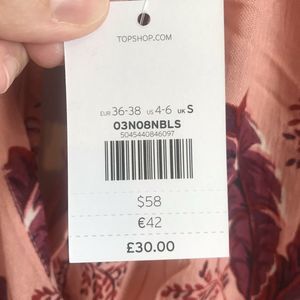 TOPSHOP.COM
EUR 36-38 US 4-6 UK S
03N08NBLS
5045440846097
$58
€42
£30.00